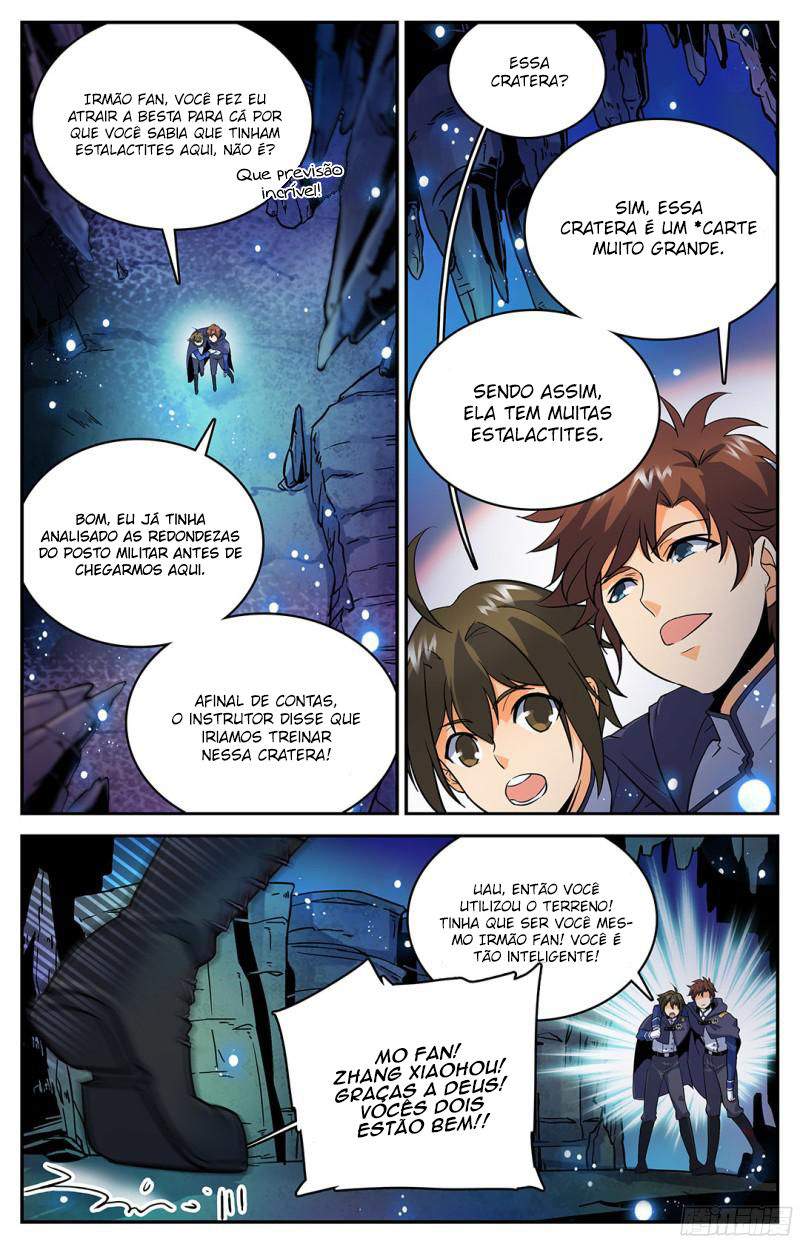 IRMÃO FAN, VOCÊ FEZ EU
ATRAIR A BESTA PARA CÁ POR
QUE VOCÊ SABIA QUE TINHAM
ESTALACTITES AQUI, NÃO É?
Que previsão
incrível!
BOM, EU JÁ TINHA
ANALISADO AS REDONDEZAS
DO POSTO MILITAR ANTES DE
CHEGARMOS AQUI.
AFINAL DE CONTAS,
O INSTRUTOR DISSE QUE
IRIAMOS TREINAR
NESSA CRATERA!
ESSA
CRATERA?
SIM, ESSA
CRATERA É UM *CARTE
MUITO GRANDE.
SENDO ASSIM,
ELA TEM MUITAS
ESTALACTITES.
UAU, ENTÃO VOCÊ
UTILIZOU O TERRENO!
TINHA QUE SER VOCÊ MES-
MO IRMÃO FAN! VOCÊ É
TÃO INTELIGENTE!
MO FAN!
ZHANG XIAOHOU!
GRAÇAS A DEUS!
VOCÊS DOIS
ESTÃO BEM!!